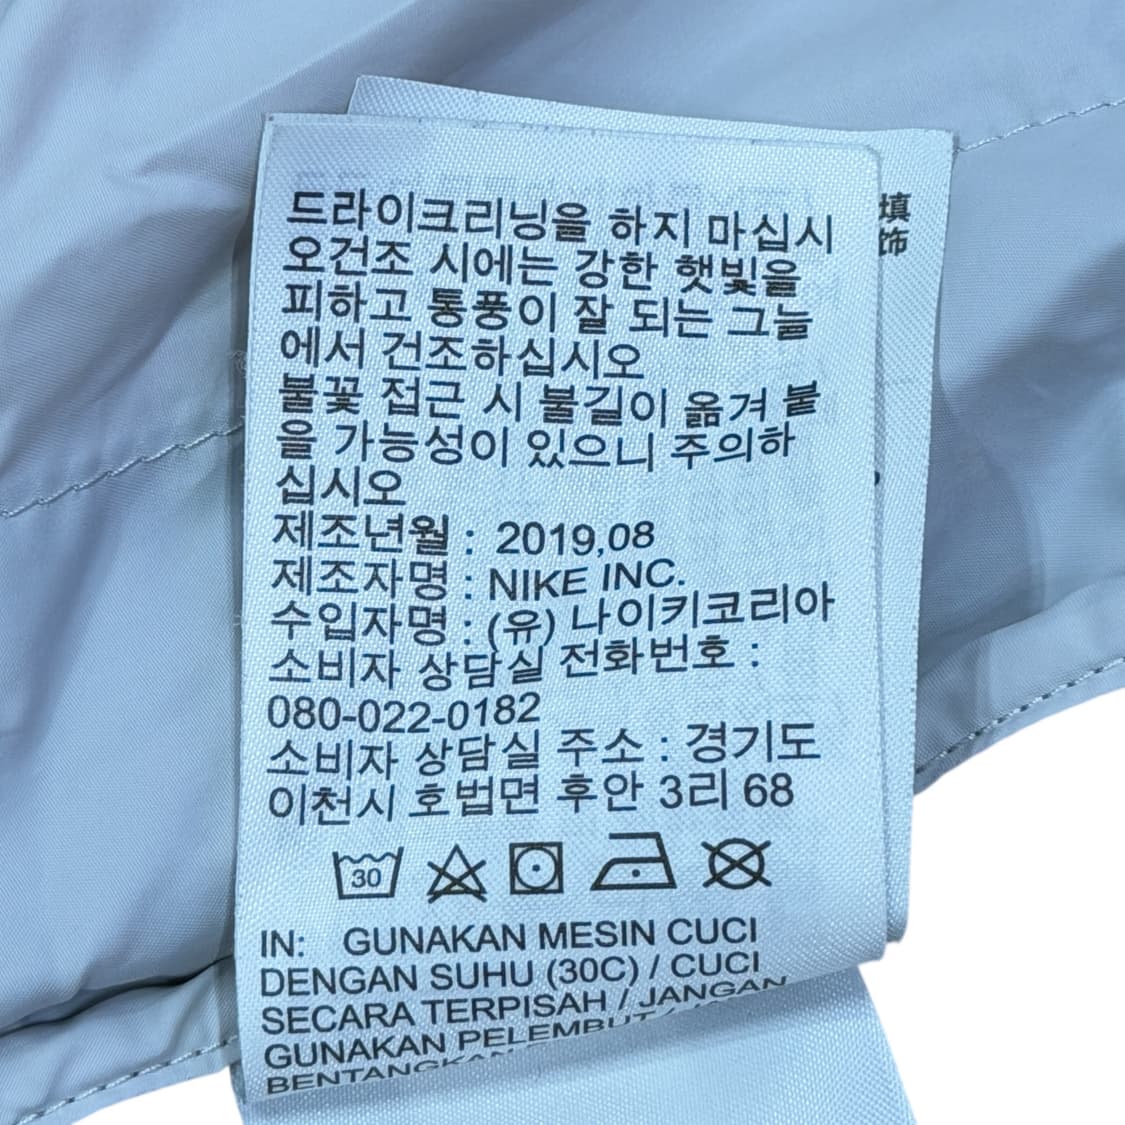 드라이크리닝을 하지 마십시
오건조 시에는 강한 햇빛을
피하고 통풍이 잘 되는 그늘
에서 건조하십시오
불꽃 접근 시 불길이 옮겨 붙
을 가능성이 있으니 주의하
십시오
제조년월 : 2019,08
제조자명 : NIKE INC.
수입자명 : (유) 나이키코리아
소비자 상담실 전화번호 :
080-022-0182
소비자 상담실 주소 : 경기도
이천시 호법면 후안 3리 68
30
IN: GUNAKAN MESIN CUCI
DENGAN SUHU (30C) / CUCI
SECARA TERPISAH / JANGAN
GUNAKAN PELEMBUT /
填
饰